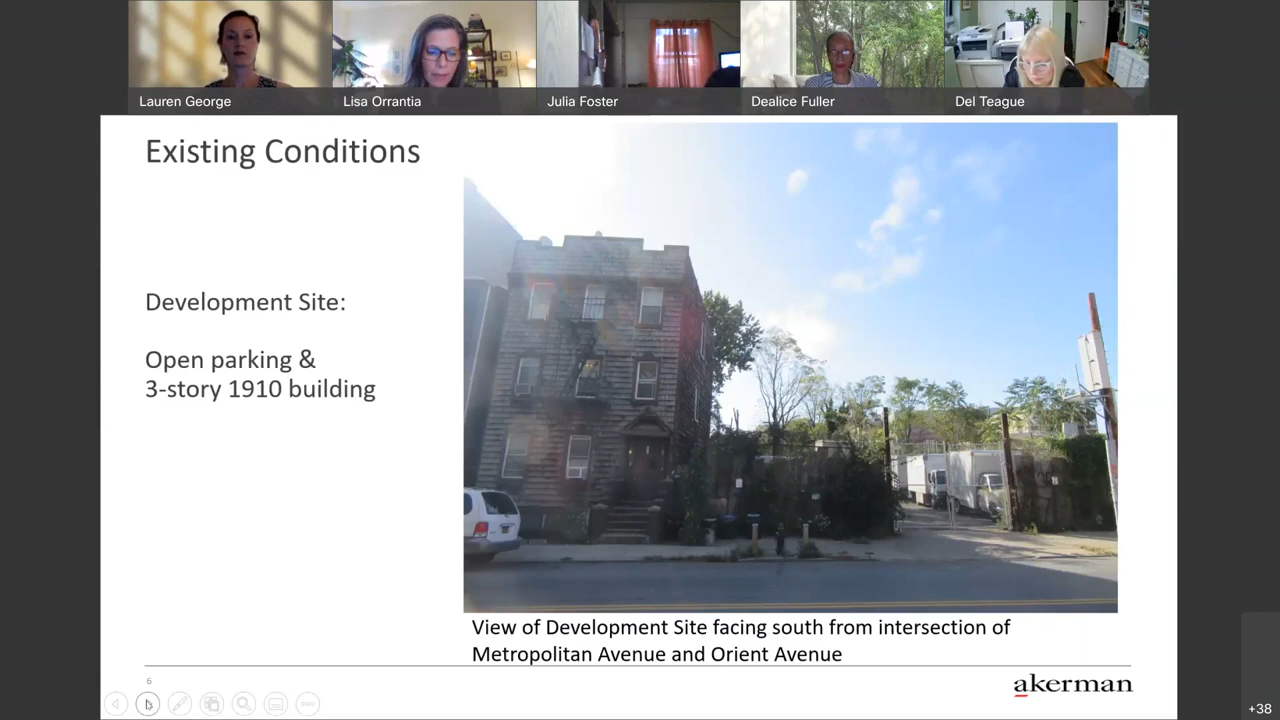 Lauren George
Lisa Orrantia
Julia Foster
Dealice Fuller
Del Teague
Existing Conditions
Development Site:
Open parking &
3-story 1910 building
View of Development Site facing south from intersection of
Metropolitan Avenue and Orient Avenue
6
akerman
+38